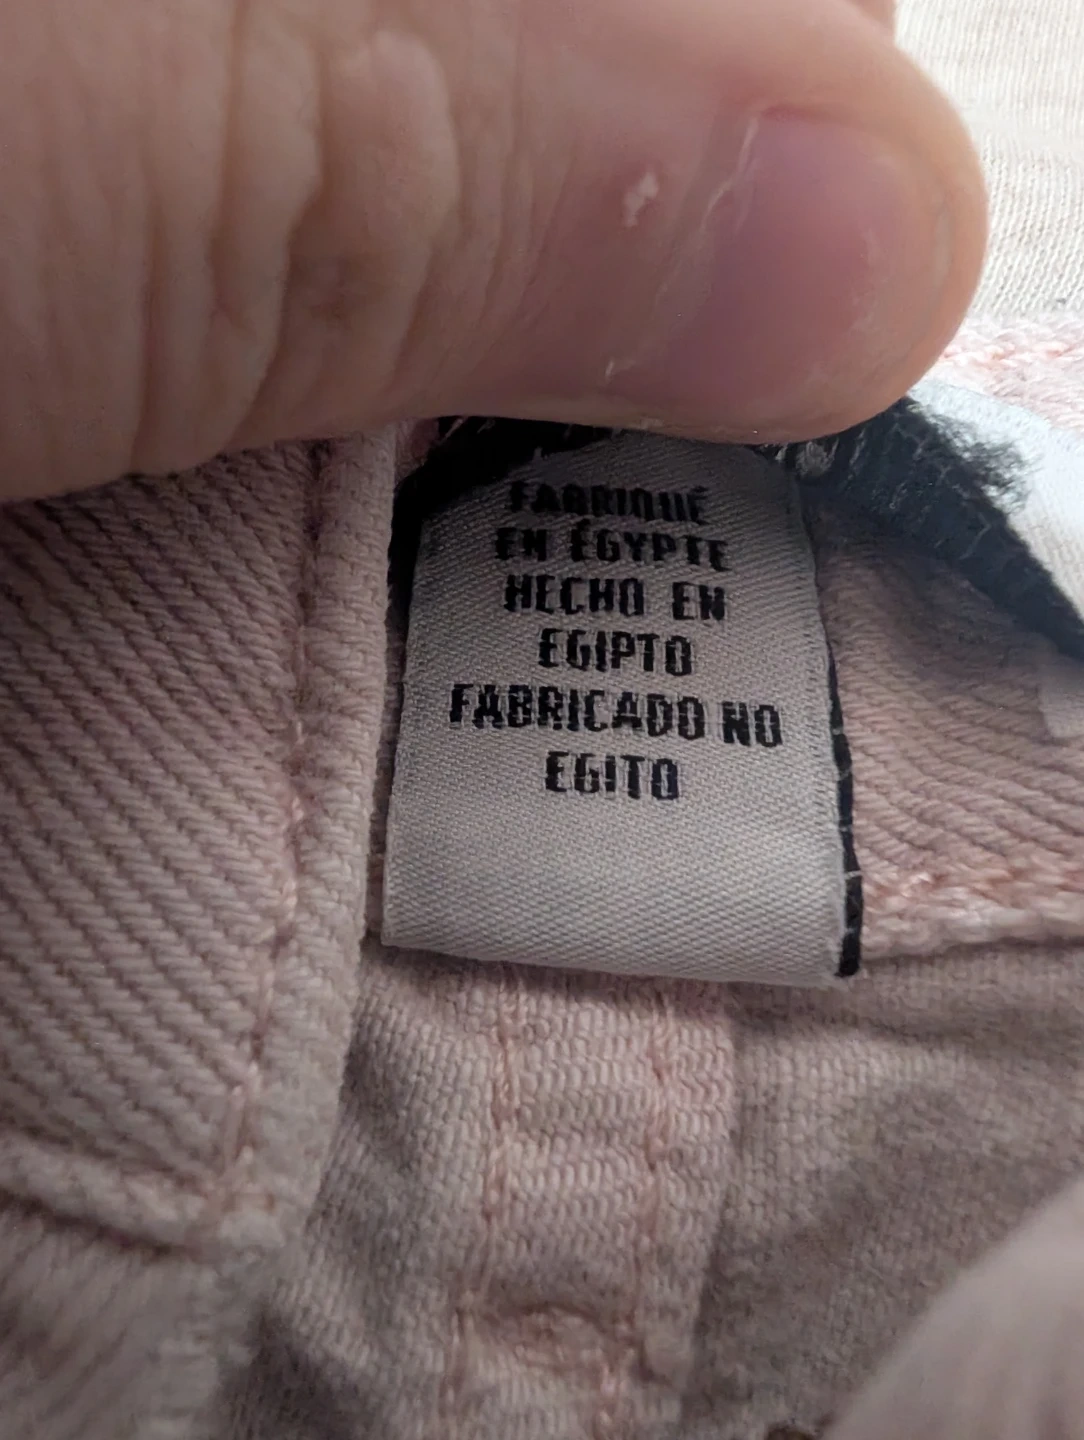 FABRIQUÉ
EN ÉGYPTE
HECHO EN
EGIPTO
FABRICADO NO
EGITO